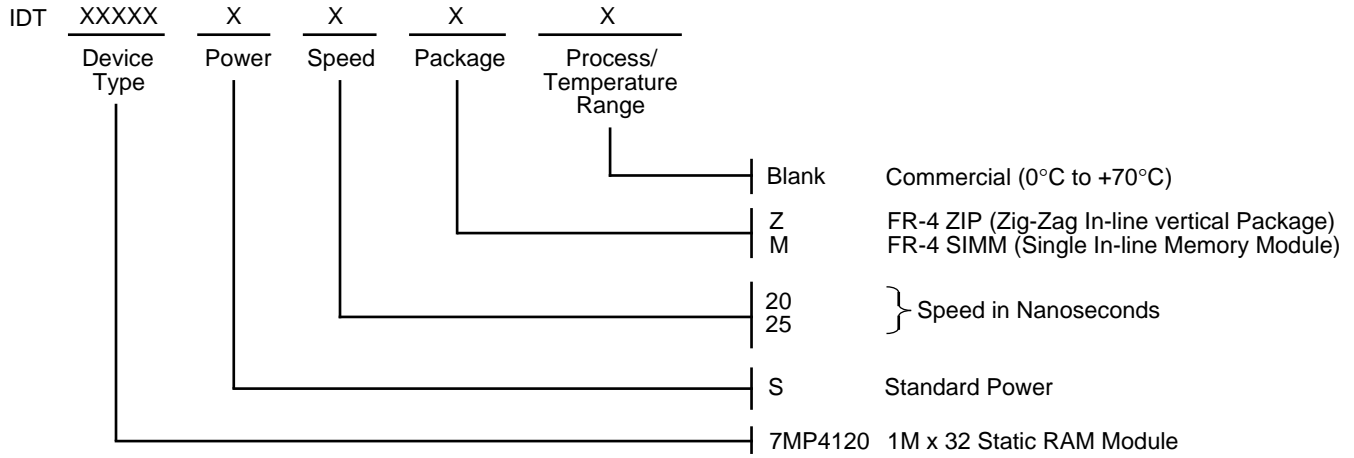 IDT XXXXX X X X X
Device Type Power Speed Package Process/ Temperature Range
Blank Commercial (0°C to +70°C)
Z FR-4 ZIP (Zig-Zag In-line vertical Package)
M FR-4 SIMM (Single In-line Memory Module)
20
25
Speed in Nanoseconds
S Standard Power
7MP4120 1M x 32 Static RAM Module